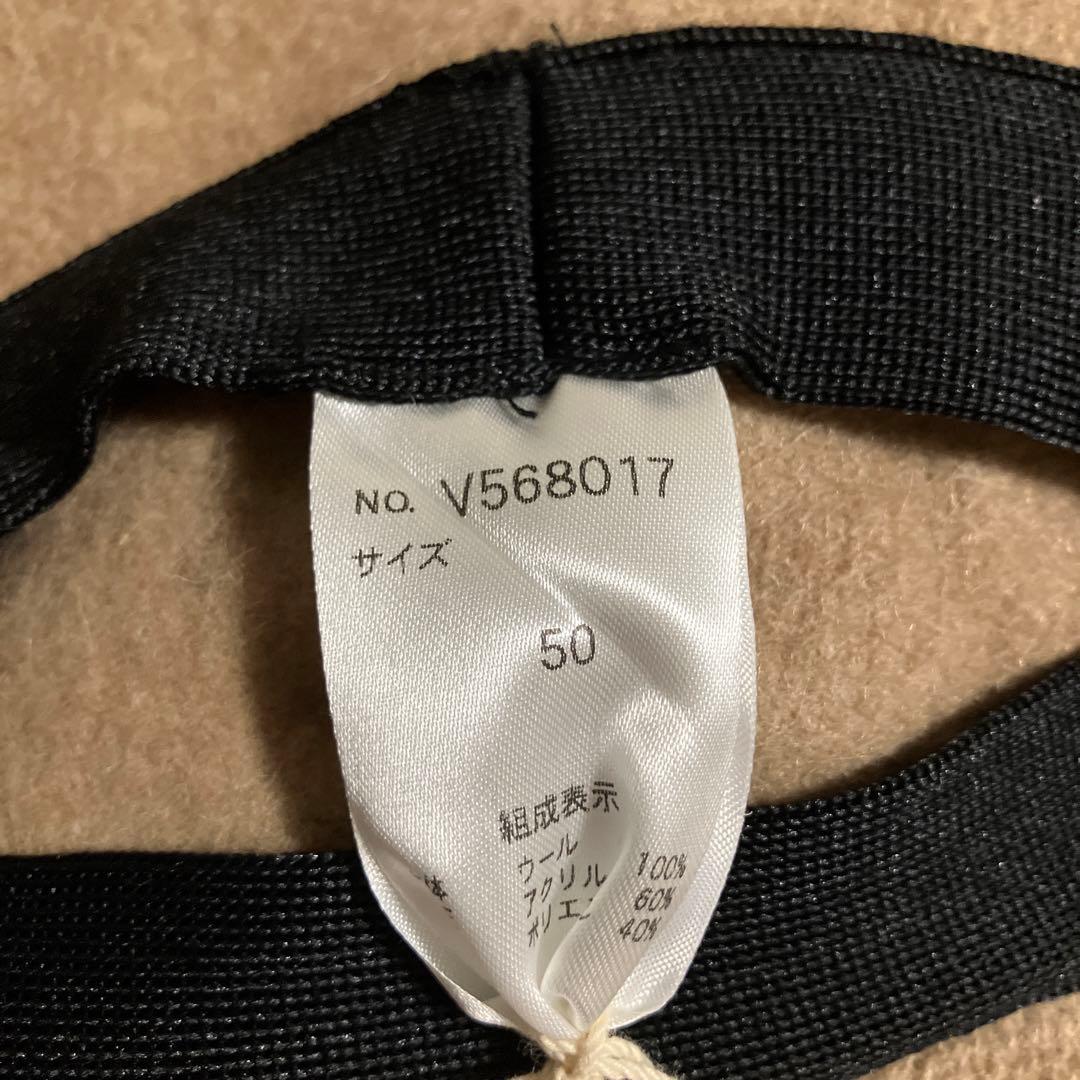 NO. V568017
サイズ
50
組成表示
ウール 100%
アクリル 60%
ポリエ 40%